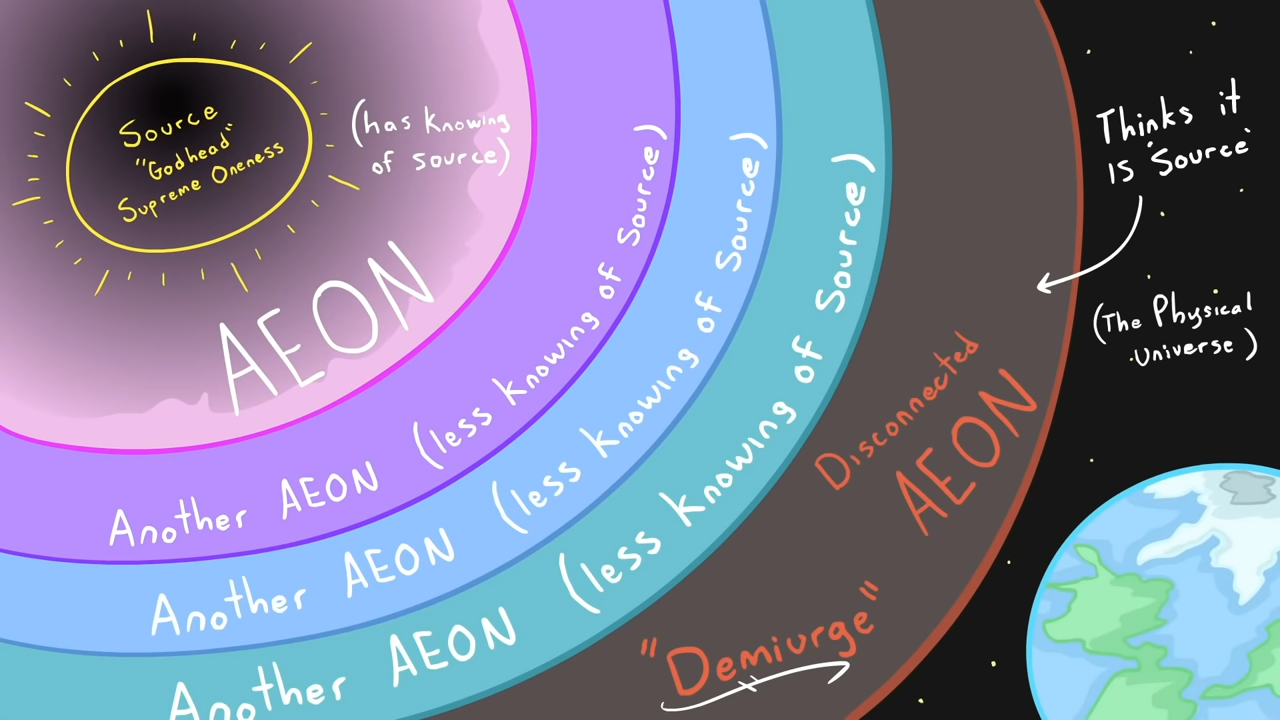 Source
"Godhead"
Supreme Oneness
(has knowing
of source)
AEON
Another AEON (less knowing of Source)
Another AEON (less knowing of Source)
Another AEON (less knowing of Source)
Disconnected
AEON
"Demiurge"
Thinks it
is "Source"
(The Physical
Universe)